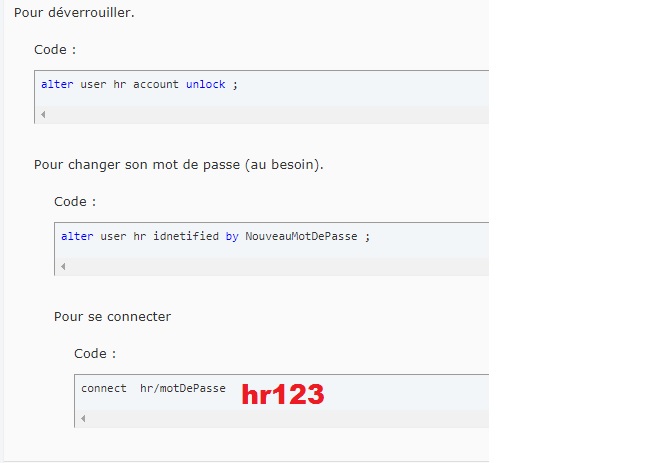 Pour déverrouiller.
Code :
alter user hr account unlock ;
Pour changer son mot de passe (au besoin).
Code :
alter user hr idnetified by NouveauMotDePasse ;
Pour se connecter
Code :
connect  hr/motDePasse hr123